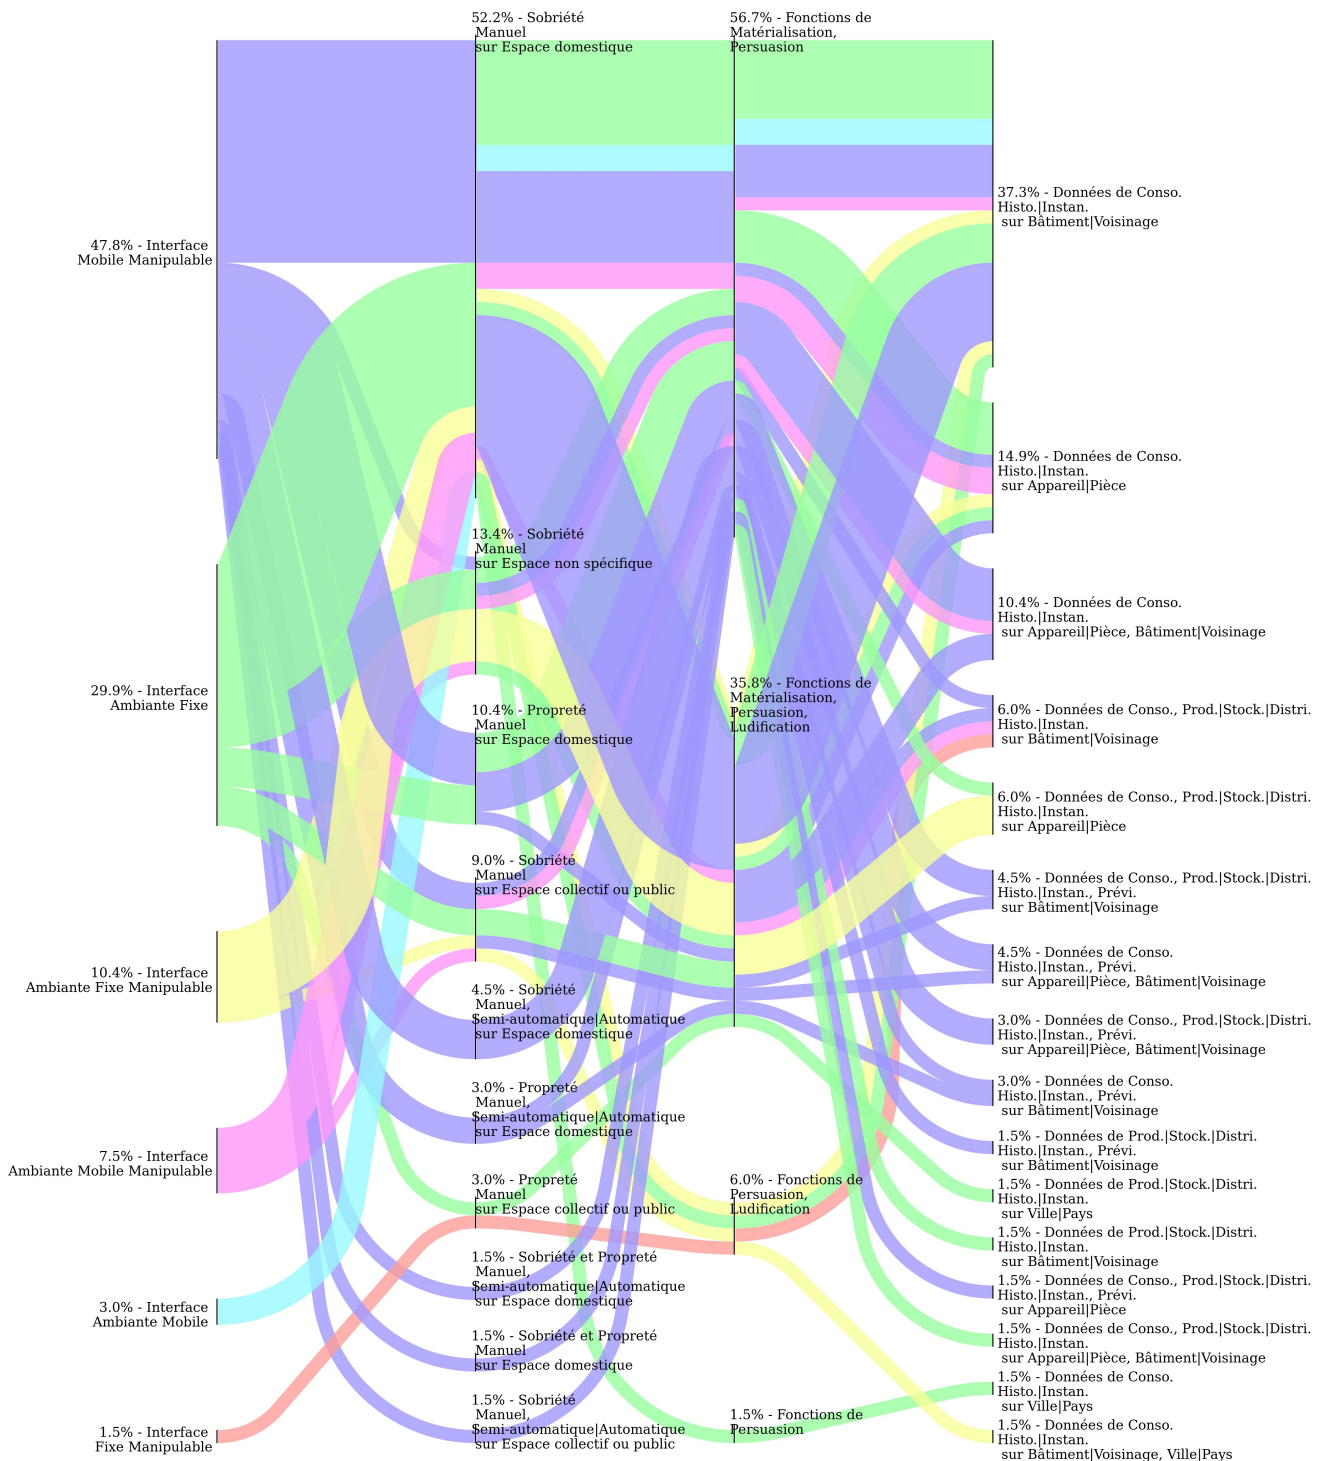 52.2% - Sobriété
Manuel
sur Espace domestique
56.7% - Fonctions de
Matérialisation,
Persuasion
47.8% - Interface
Mobile Manipulable
29.9% - Interface
Ambiante Fixe
10.4% - Interface
Ambiante Fixe Manipulable
7.5% - Interface
Ambiante Mobile Manipulable
3.0% - Interface
Ambiante Mobile
1.5% - Interface
Fixe Manipulable
13.4% - Sobriété
Manuel
sur Espace non spécifique
10.4% - Propreté
Manuel
sur Espace domestique
9.0% - Sobriété
Manuel
sur Espace collectif ou public
4.5% - Sobriété
Manuel,
Semi-automatique|Automatique
sur Espace domestique
3.0% - Propreté
Manuel,
Semi-automatique|Automatique
sur Espace domestique
3.0% - Propreté
Manuel
sur Espace collectif ou public
1.5% - Sobriété et Propreté
Manuel,
Semi-automatique|Automatique
sur Espace domestique
1.5% - Sobriété et Propreté
Manuel
sur Espace domestique
1.5% - Sobriété
Manuel,
Semi-automatique|Automatique
sur Espace collectif ou public
35.8% - Fonctions de
Matérialisation,
Persuasion,
Ludification
6.0% - Fonctions de
Persuasion,
Ludification
1.5% - Fonctions de
Persuasion
37.3% - Données de Conso.
Histo.|Instan.
sur Bâtiment|Voisinage
14.9% - Données de Conso.
Histo.|Instan.
sur Appareil|Pièce
10.4% - Données de Conso.
Histo.|Instan.
sur Appareil|Pièce, Bâtiment|Voisinage
6.0% - Données de Conso., Prod.|Stock.|Distri.
Histo.|Instan.
sur Bâtiment|Voisinage
6.0% - Données de Conso., Prod.|Stock.|Distri.
Histo.|Instan.
sur Appareil|Pièce
4.5% - Données de Conso., Prod.|Stock.|Distri.
Histo.|Instan., Prévi.
sur Bâtiment|Voisinage
4.5% - Données de Conso.
Histo.|Instan., Prévi.
sur Appareil|Pièce, Bâtiment|Voisinage
3.0% - Données de Conso., Prod.|Stock.|Distri.
Histo.|Instan., Prévi.
sur Appareil|Pièce, Bâtiment|Voisinage
3.0% - Données de Conso.
Histo.|Instan., Prévi.
sur Bâtiment|Voisinage
1.5% - Données de Prod.|Stock.|Distri.
Histo.|Instan., Prévi.
sur Bâtiment|Voisinage
1.5% - Données de Prod.|Stock.|Distri.
Histo.|Instan.
sur Ville|Pays
1.5% - Données de Prod.|Stock.|Distri.
Histo.|Instan.
sur Bâtiment|Voisinage
1.5% - Données de Conso., Prod.|Stock.|Distri.
Histo.|Instan., Prévi.
sur Appareil|Pièce
1.5% - Données de Conso., Prod.|Stock.|Distri.
Histo.|Instan.
sur Appareil|Pièce, Bâtiment|Voisinage
1.5% - Données de Conso.
Histo.|Instan.
sur Ville|Pays
1.5% - Données de Conso.
Histo.|Instan.
sur Bâtiment|Voisinage, Ville|Pays